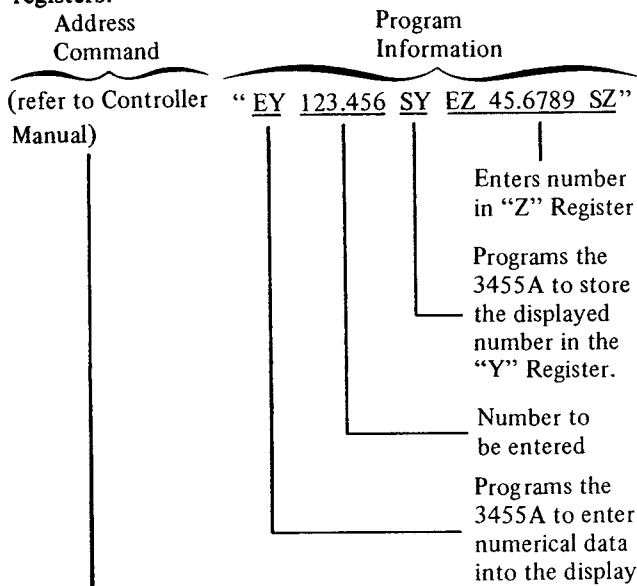 registers.
Address Command
Program Information
(refer to Controller Manual)
“ EY 123.456 SY EZ 45.6789 SZ”
Enters number
in “Z” Register
Programs the
3455A to store
the displayed
number in the
“Y” Register.
Number to
be entered
Programs the
3455A to enter
numerical data
into the display